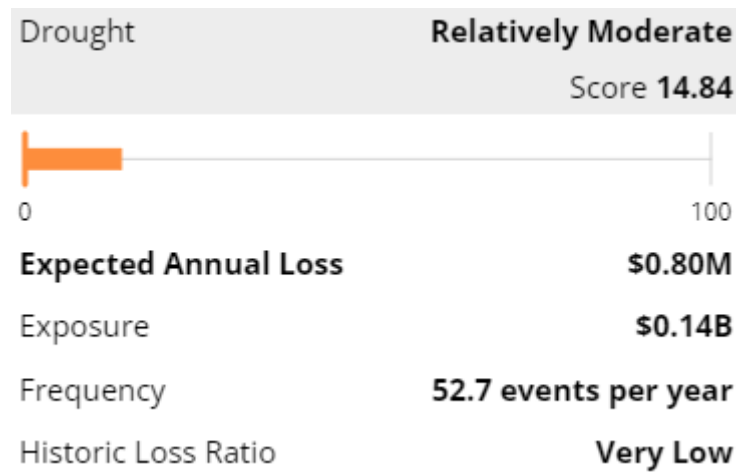 Drought Relatively Moderate
Score 14.84
0 100
Expected Annual Loss $0.80M
Exposure $0.14B
Frequency 52.7 events per year
Historic Loss Ratio Very Low